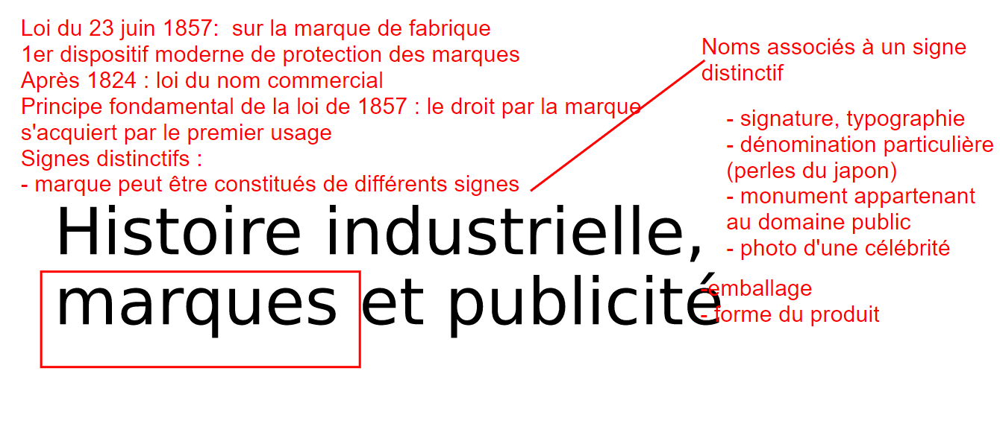 Loi du 23 juin 1857:  sur la marque de fabrique
1er dispositif moderne de protection des marques
Après 1824 : loi du nom commercial
Principe fondamental de la loi de 1857 : le droit par la marque
s'acquiert par le premier usage
Signes distinctifs :
- marque peut être constitués de différents signes
Noms associés à un signe
distinctif
- signature, typographie
- dénomination particulière
(perles du japon)
- monument appartenant
au domaine public
- photo d'une célébrité
-emballage
- forme du produit
Histoire industrielle,
marques et publicité